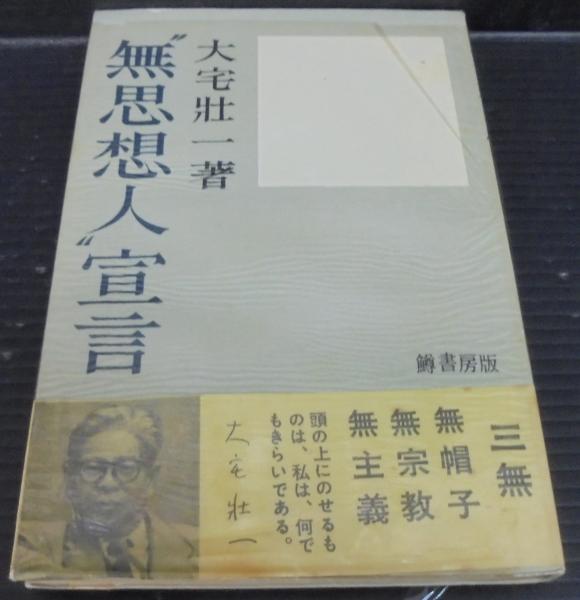 大宅壯一著
〝無思想人〟宣言
鱒書房版
三無
無帽子
無宗教
無主義
頭の上にのせるも
のは、私は、何で
もきらいである。
大宅壮一